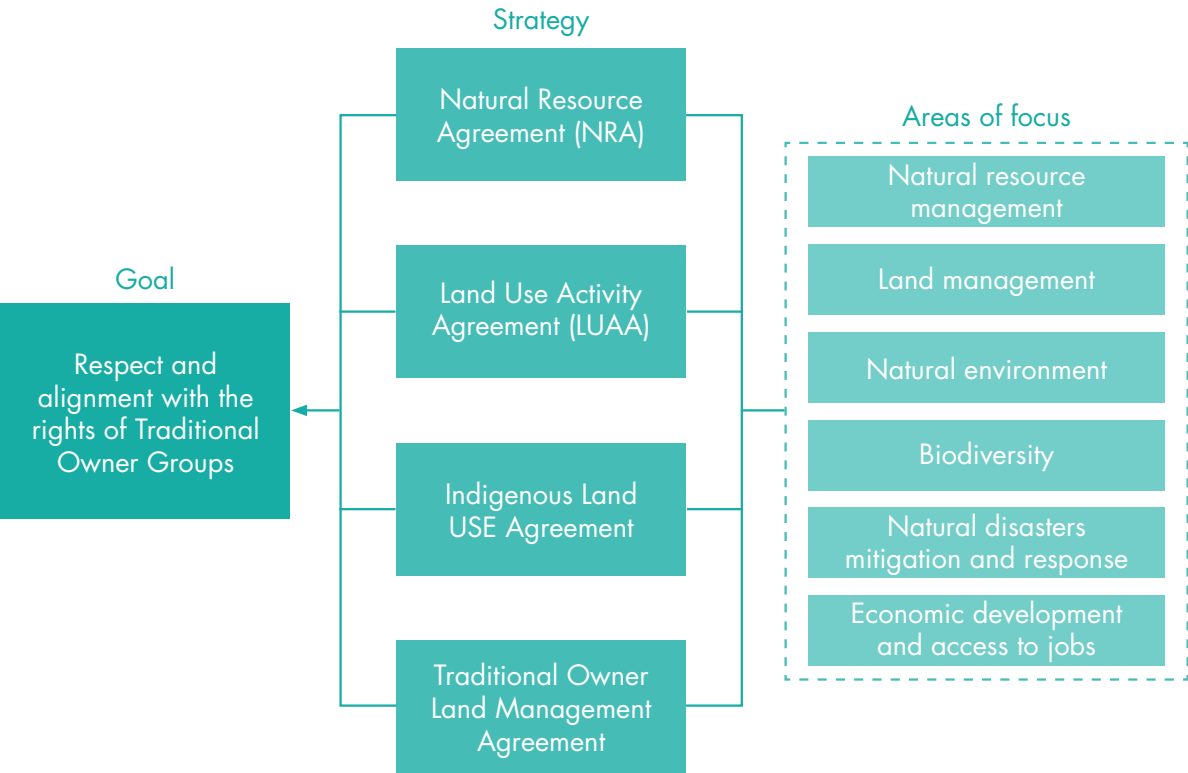 Strategy
Natural Resource
Agreement (NRA)
Land Use Activity
Agreement (LUAA)
Indigenous Land
USE Agreement
Traditional Owner
Land Management
Agreement
Goal
Respect and
alignment with the
rights of Traditional
Owner Groups
Areas of focus
Natural resource
management
Land management
Natural environment
Biodiversity
Natural disasters
mitigation and response
Economic development
and access to jobs